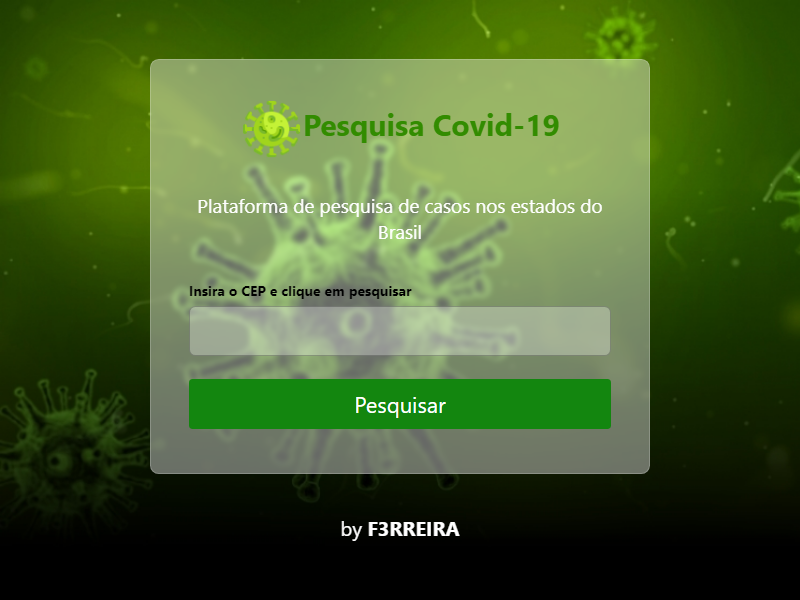 Pesquisa Covid-19
Plataforma de pesquisa de casos nos estados do
Brasil
Insira o CEP e clique em pesquisar
Pesquisar
by F3RREIRA